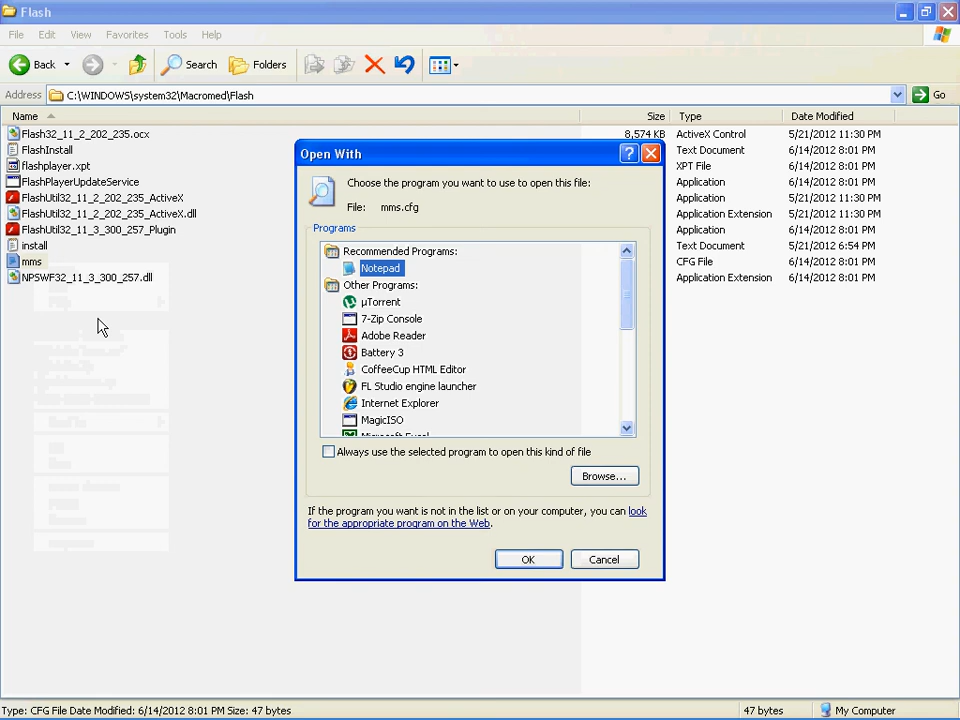 Flash
File Edit View Favorites Tools Help
Back Search Folders
Address C:\WINDOWS\system32\Macromed\Flash Go
Name Size Type Date Modified
Flash32_11_2_202_235.ocx 8,574 KB ActiveX Control 5/21/2012 11:30 PM
FlashInstall Text Document 6/14/2012 8:01 PM
flashplayer.xpt XPT File 6/14/2012 8:01 PM
FlashPlayerUpdateService Application 6/14/2012 8:01 PM
FlashUtil32_11_2_202_235_ActiveX Application 5/21/2012 11:30 PM
FlashUtil32_11_2_202_235_ActiveX.dll Application Extension 5/21/2012 11:30 PM
FlashUtil32_11_3_300_257_Plugin Application 6/14/2012 8:01 PM
install Text Document 5/21/2012 6:54 PM
mms CFG File 6/14/2012 8:01 PM
NPSWF32_11_3_300_257.dll Application Extension 6/14/2012 8:01 PM
Open With
Choose the program you want to use to open this file:
File: mms.cfg
Programs
Recommended Programs:
Notepad
Other Programs:
µTorrent
7-Zip Console
Adobe Reader
Battery 3
CoffeeCup HTML Editor
FL Studio engine launcher
Internet Explorer
MagicISO
Microsoft Excel
Always use the selected program to open this kind of file
Browse...
If the program you want is not in the list or on your computer, you can look
for the appropriate program on the Web.
OK Cancel
Type: CFG File Date Modified: 6/14/2012 8:01 PM Size: 47 bytes 47 bytes My Computer